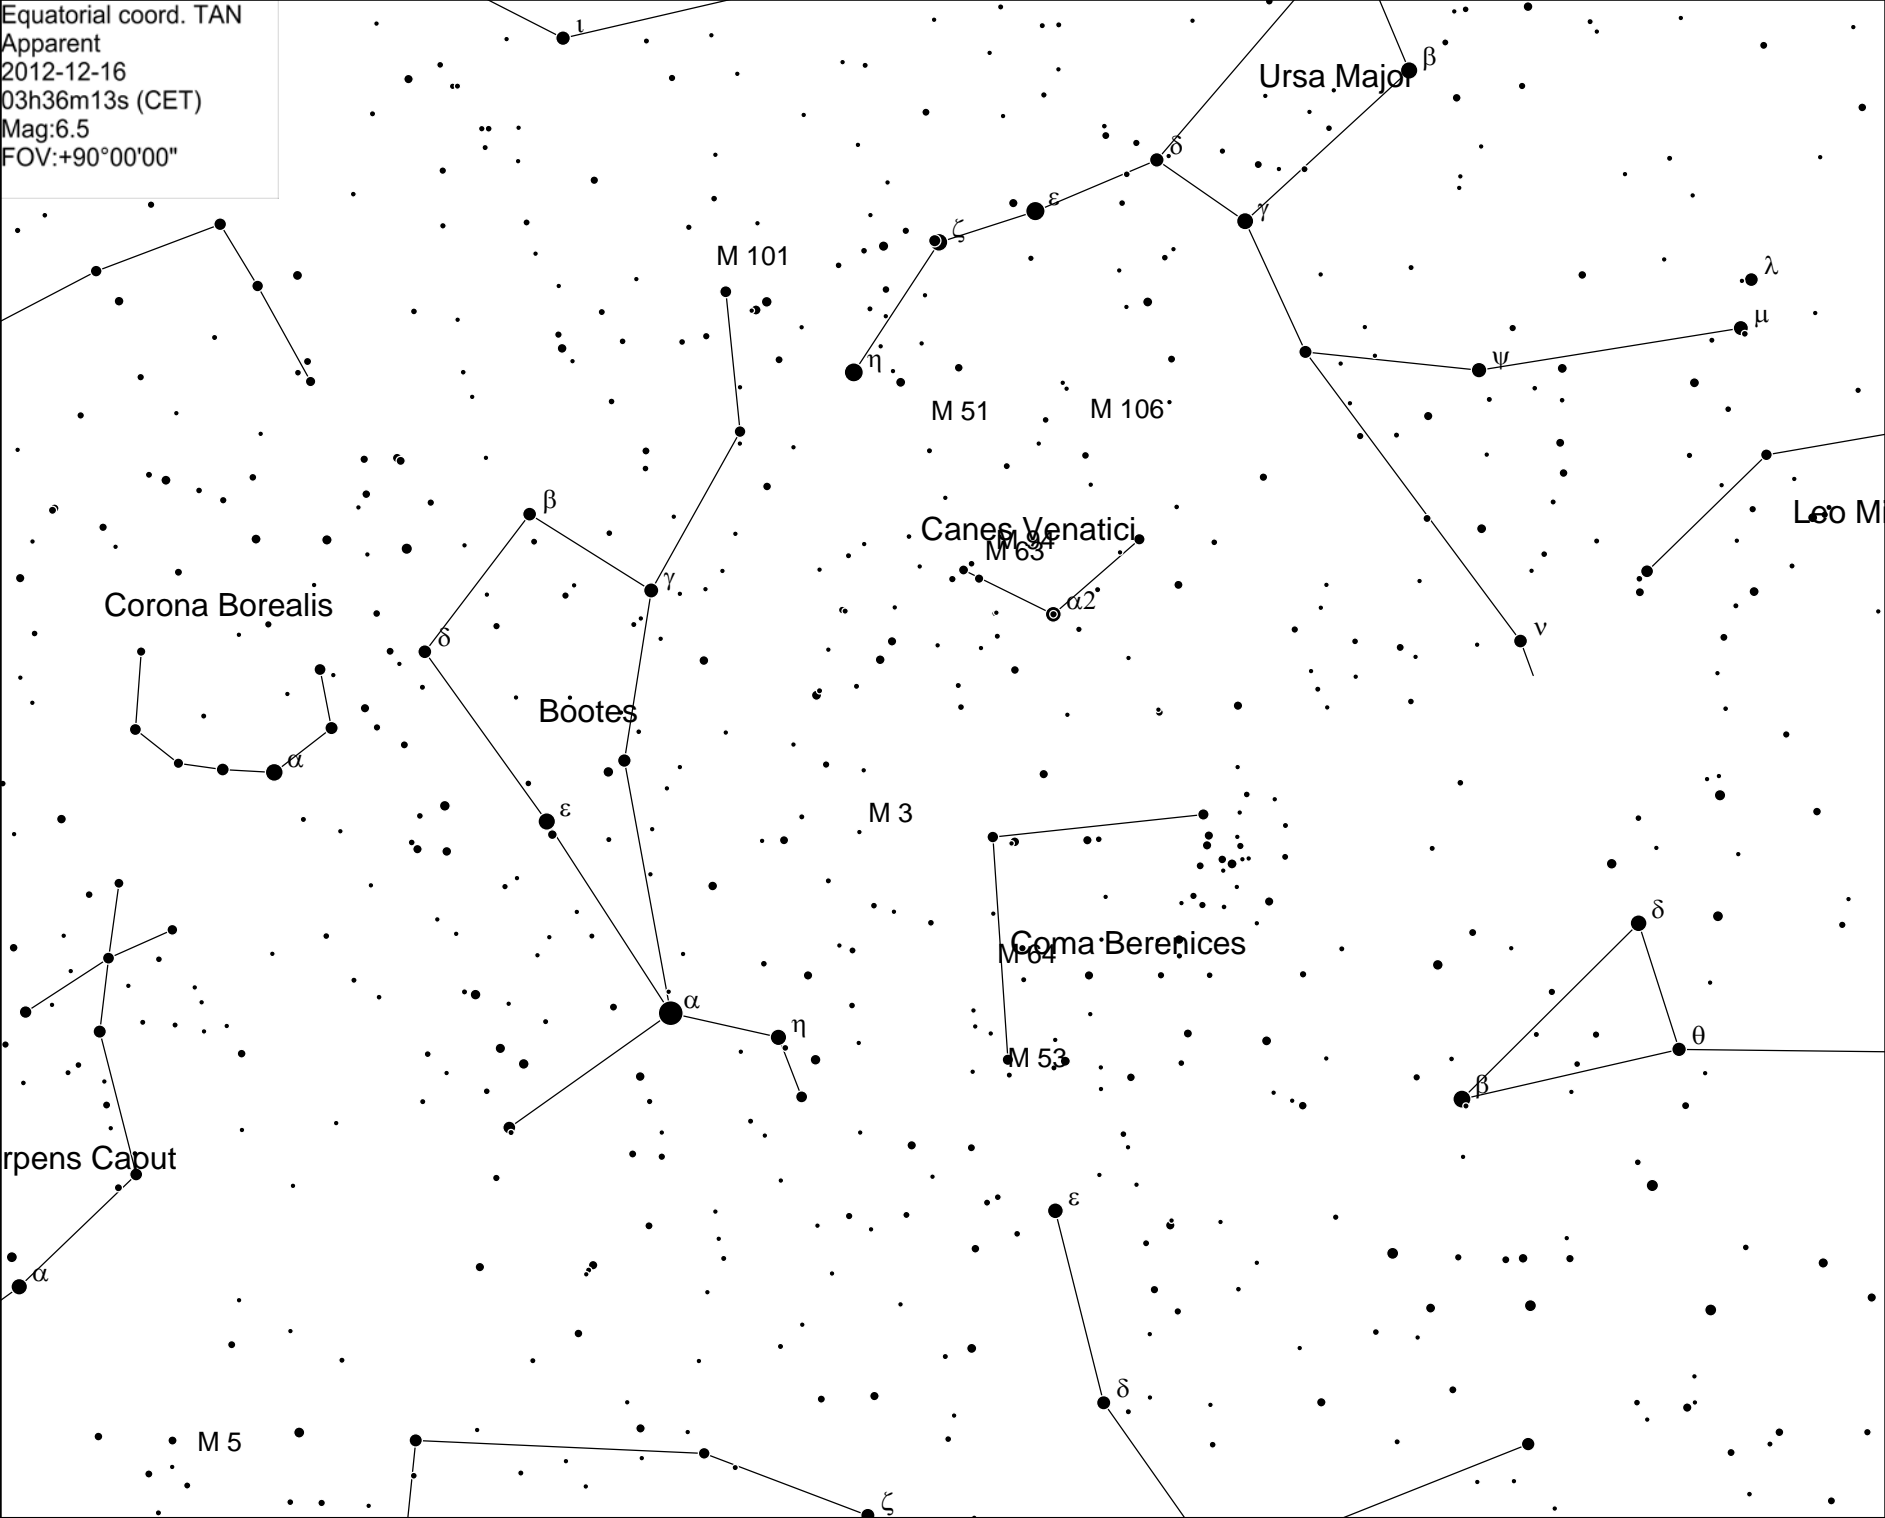 Equatorial coord. TAN
Apparent
2012-12-16
03h36m13s (CET)
Mag:6.5
FOV:+90°00'00"
ι
β
Ursa Major
δ
ε
γ
ζ
M 101
λ
μ
η
ψ
M 51
M 106
β
Leo Mi
Canes Venatici
M 94
M 63
γ
α2
Corona Borealis
ν
δ
Bootes
α
ε
M 3
δ
Coma Berenices
M 64
α
η
θ
M 53
β
rpens Caput
ε
α
δ
M 5
ζ